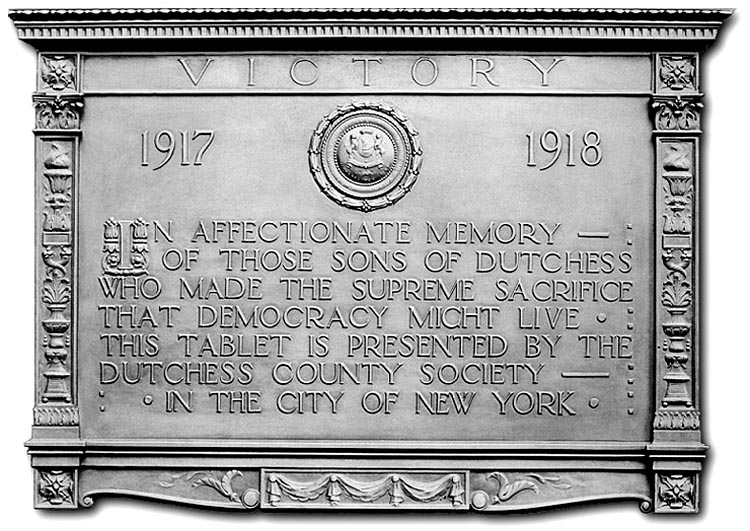 VICTORY
1917 1918
IN AFFECTIONATE MEMORY — :
OF THOSE SONS OF DUTCHESS
WHO MADE THE SUPREME SACRIFICE
THAT DEMOCRACY MIGHT LIVE · :
THIS TABLET IS PRESENTED BY THE
DUTCHESS COUNTY SOCIETY — :
: · IN THE CITY OF NEW YORK · :